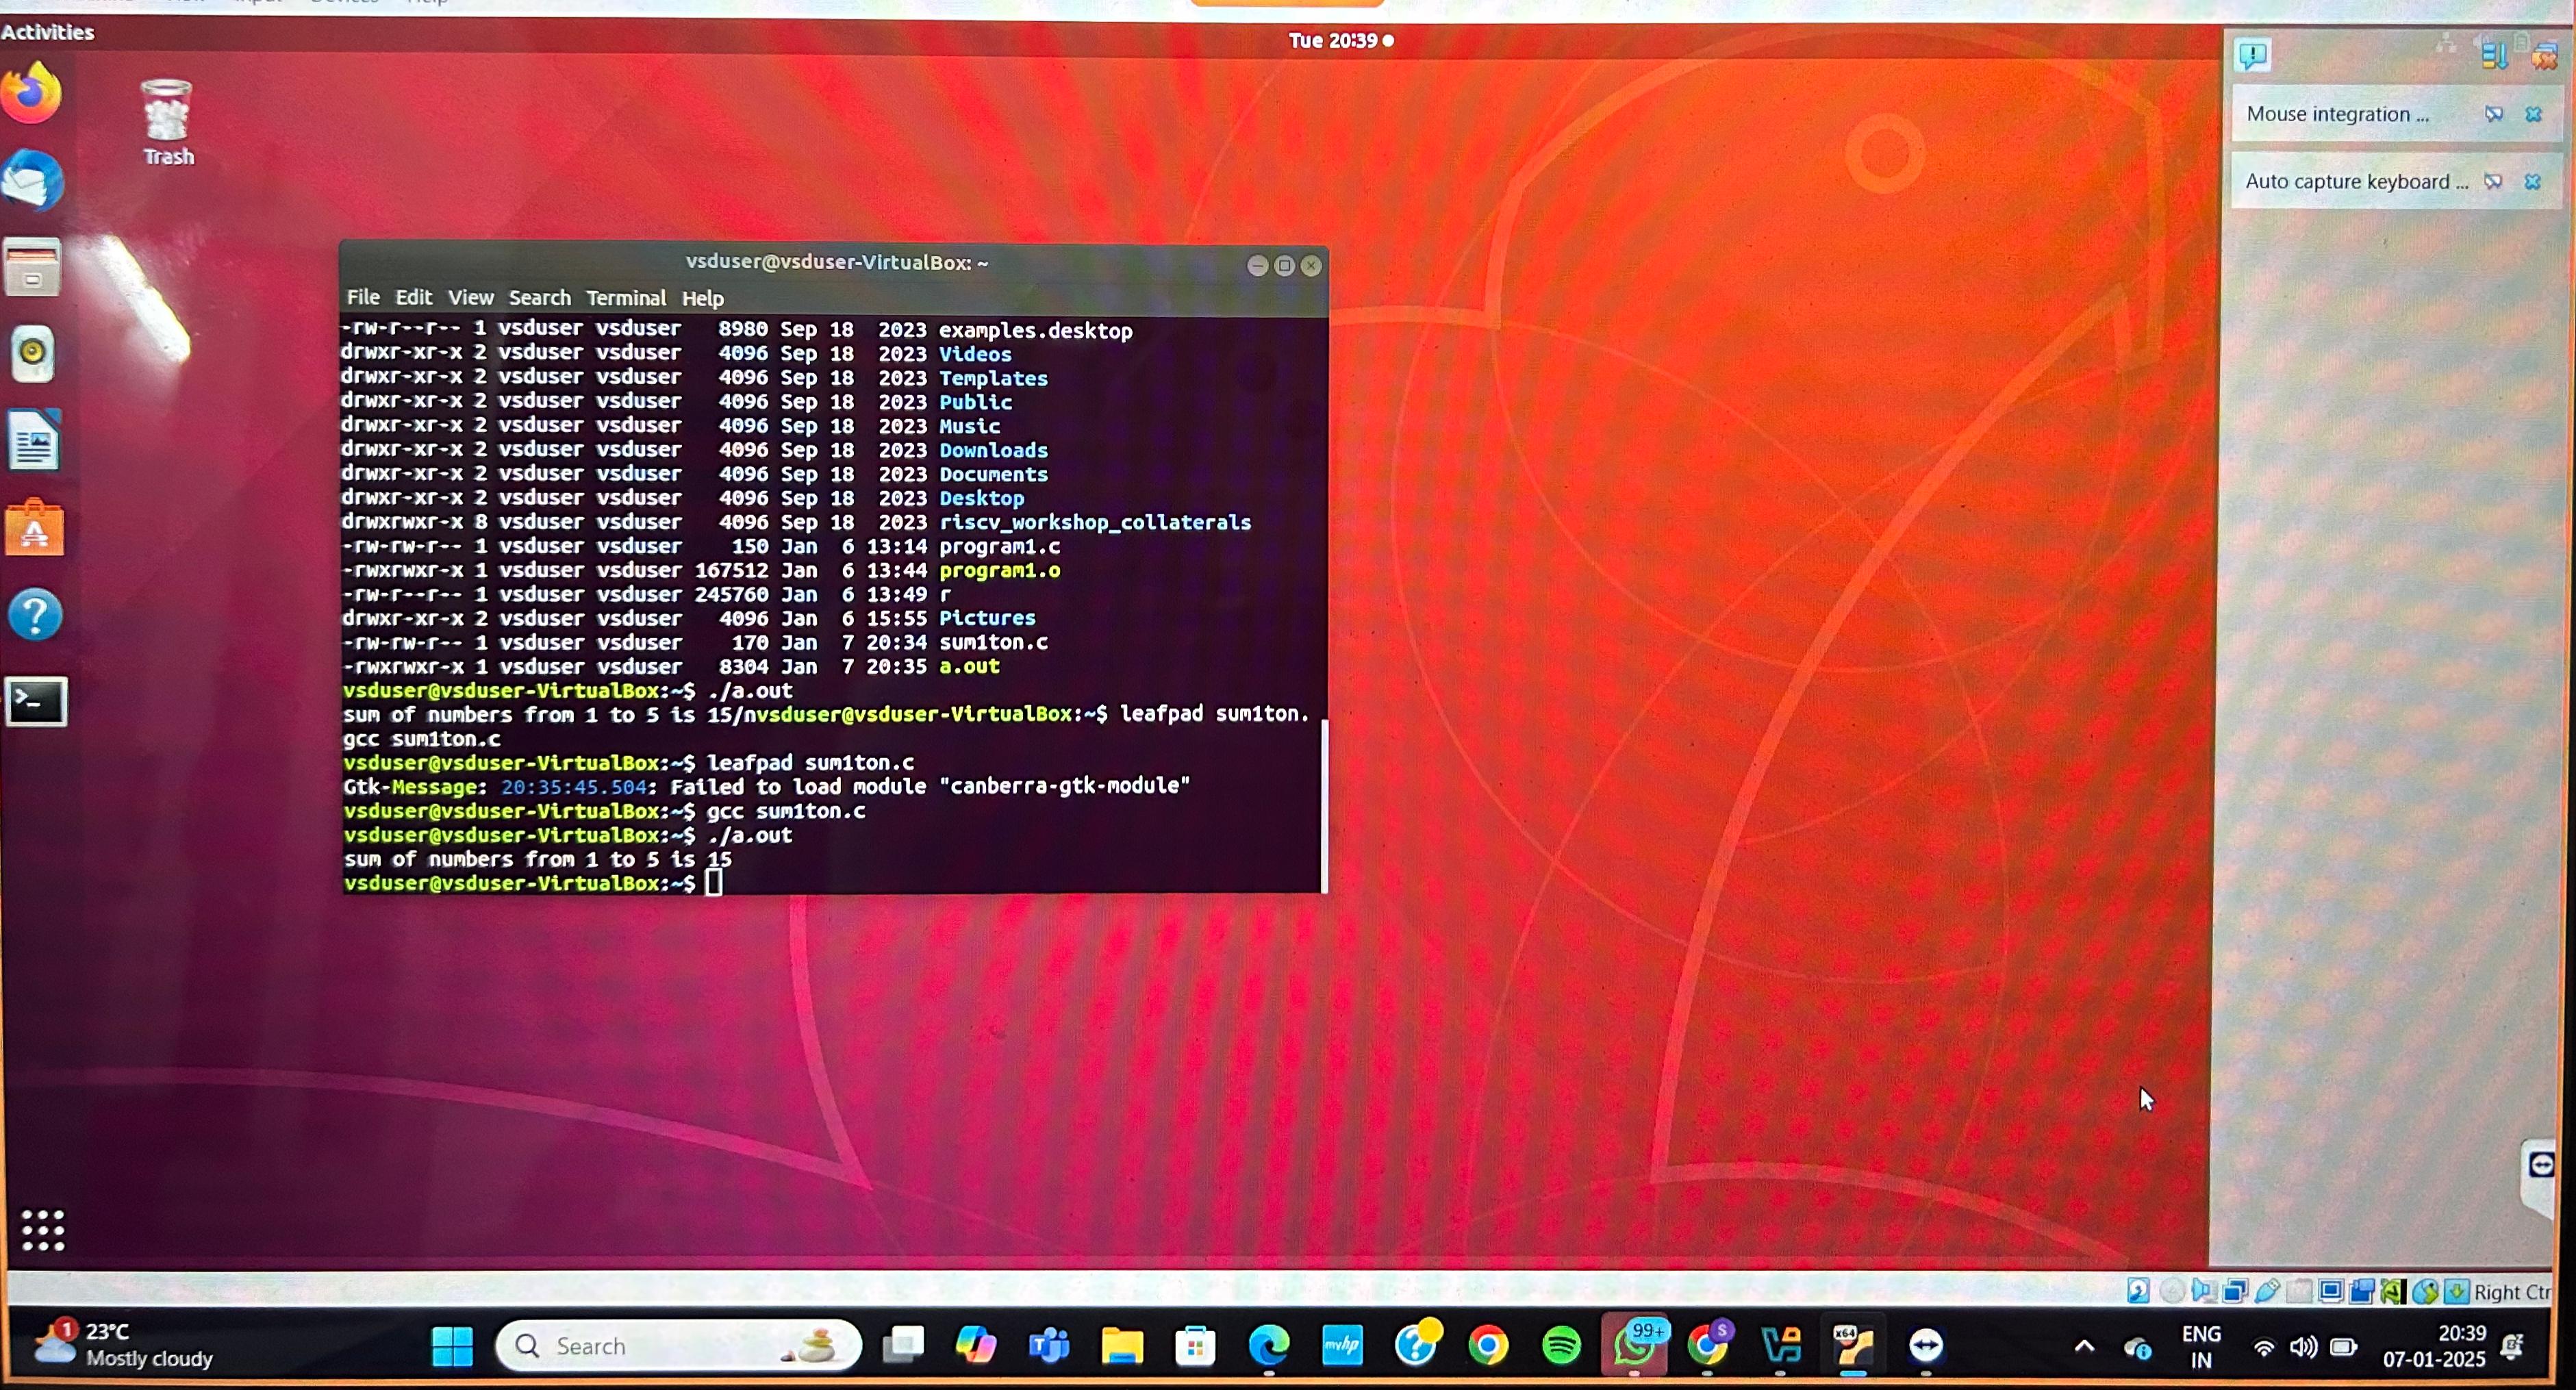 Activities
Tue 20:39
Trash
Mouse integration ...
Auto capture keyboard ...
vsduser@vsduser-VirtualBox: ~
File Edit View Search Terminal Help
-rw-r--r-- 1 vsduser vsduser   8980 Sep 18  2023 examples.desktop
drwxr-xr-x 2 vsduser vsduser   4096 Sep 18  2023 Videos
drwxr-xr-x 2 vsduser vsduser   4096 Sep 18  2023 Templates
drwxr-xr-x 2 vsduser vsduser   4096 Sep 18  2023 Public
drwxr-xr-x 2 vsduser vsduser   4096 Sep 18  2023 Music
drwxr-xr-x 2 vsduser vsduser   4096 Sep 18  2023 Downloads
drwxr-xr-x 2 vsduser vsduser   4096 Sep 18  2023 Documents
drwxr-xr-x 2 vsduser vsduser   4096 Sep 18  2023 Desktop
drwxrwxr-x 8 vsduser vsduser   4096 Sep 18  2023 riscv_workshop_collaterals
-rw-rw-r-- 1 vsduser vsduser    150 Jan  6 13:14 program1.c
-rwxrwxr-x 1 vsduser vsduser 167512 Jan  6 13:44 program1.o
-rw-r--r-- 1 vsduser vsduser 245760 Jan  6 13:49 r
drwxr-xr-x 2 vsduser vsduser   4096 Jan  6 15:55 Pictures
-rw-rw-r-- 1 vsduser vsduser    170 Jan  7 20:34 sum1ton.c
-rwxrwxr-x 1 vsduser vsduser   8304 Jan  7 20:35 a.out
vsduser@vsduser-VirtualBox:~$ ./a.out
sum of numbers from 1 to 5 is 15/nvsduser@vsduser-VirtualBox:~$ leafpad sum1ton.
gcc sum1ton.c
vsduser@vsduser-VirtualBox:~$ leafpad sum1ton.c
Gtk-Message: 20:35:45.504: Failed to load module "canberra-gtk-module"
vsduser@vsduser-VirtualBox:~$ gcc sum1ton.c
vsduser@vsduser-VirtualBox:~$ ./a.out
sum of numbers from 1 to 5 is 15
vsduser@vsduser-VirtualBox:~$
Right Ctr
1
23°C
Mostly cloudy
Search
myhp
99+
S
x64
ENG
IN
20:39
07-01-2025